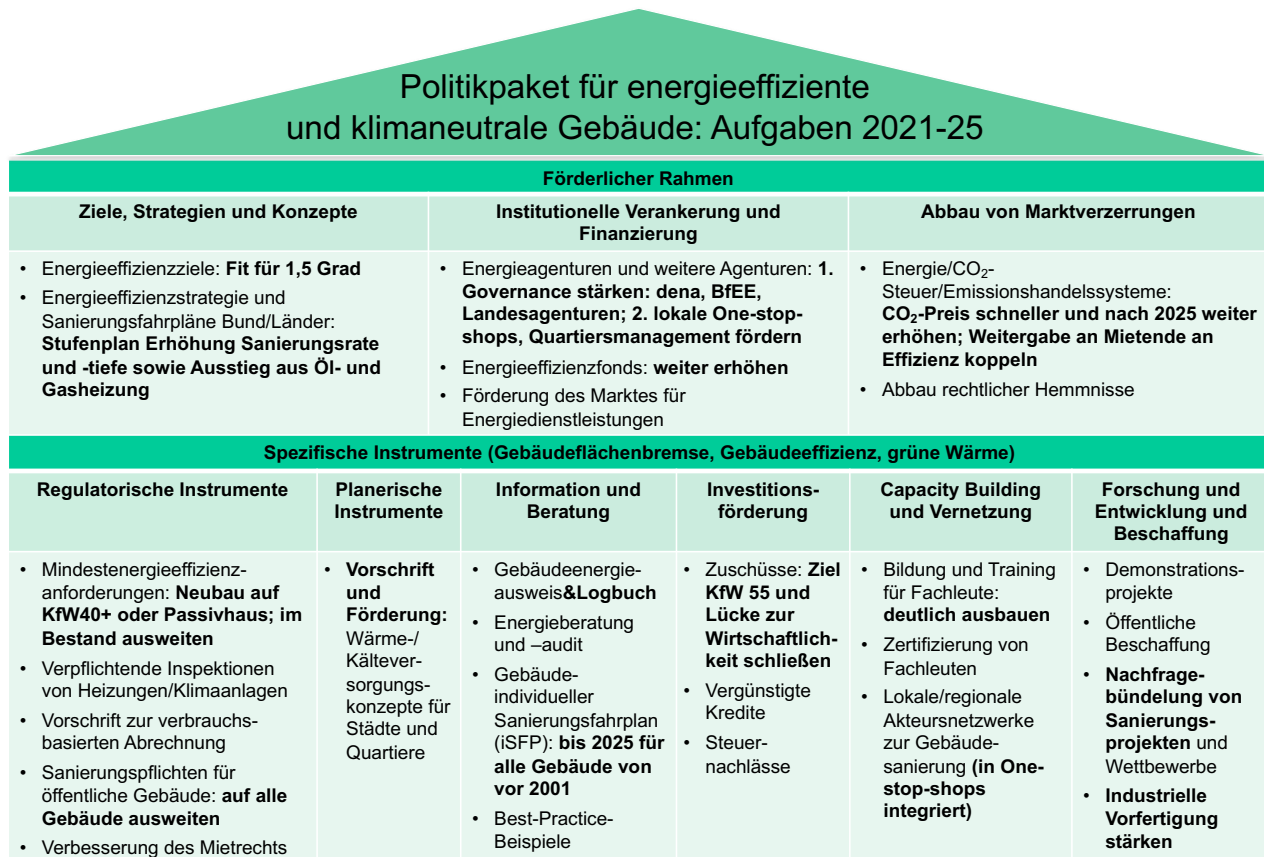 Politikpaket für energieeffiziente
und klimaneutrale Gebäude: Aufgaben 2021-25
Förderlicher Rahmen
Ziele, Strategien und Konzepte
• Energieeffizienzziele: Fit für 1,5 Grad
• Energieeffizienzstrategie und
Sanierungsfahrpläne Bund/Länder:
Stufenplan Erhöhung Sanierungsrate
und -tiefe sowie Ausstieg aus Öl- und
Gasheizung
Institutionelle Verankerung und
Finanzierung
• Energieagenturen und weitere Agenturen: 1.
Governance stärken: dena, BfEE,
Landesagenturen; 2. lokale One-stop-
shops, Quartiersmanagement fördern
• Energieeffizienzfonds: weiter erhöhen
• Förderung des Marktes für
Energiedienstleistungen
Abbau von Marktverzerrungen
• Energie/CO₂-
Steuer/Emissionshandelssysteme:
CO₂-Preis schneller und nach 2025 weiter
erhöhen; Weitergabe an Mietende an
Effizienz koppeln
• Abbau rechtlicher Hemmnisse
Spezifische Instrumente (Gebäudeflächenbremse, Gebäudeeffizienz, grüne Wärme)
Regulatorische Instrumente
• Mindestenergieeffizienz-
anforderungen: Neubau auf
KfW40+ oder Passivhaus; im
Bestand ausweiten
• Verpflichtende Inspektionen
von Heizungen/Klimaanlagen
• Vorschrift zur verbrauchs-
basierten Abrechnung
• Sanierungspflichten für
öffentliche Gebäude: auf alle
Gebäude ausweiten
• Verbesserung des Mietrechts
Planerische
Instrumente
• Vorschrift
und
Förderung:
Wärme-/
Kältever-
sorgungs-
konzepte für
Städte und
Quartiere
Information und
Beratung
• Gebäudeenergie-
ausweis&Logbuch
• Energieberatung
und –audit
• Gebäude-
individueller
Sanierungsfahrplan
(iSFP): bis 2025 für
alle Gebäude von
vor 2001
• Best-Practice-
Beispiele
Investitions-
förderung
• Zuschüsse: Ziel
KfW 55 und
Lücke zur
Wirtschaftlich-
keit schließen
• Vergünstigte
Kredite
• Steuer-
nachlässe
Capacity Building
und Vernetzung
• Bildung und Training
für Fachleute:
deutlich ausbauen
• Zertifizierung von
Fachleuten
• Lokale/regionale
Akteursnetzwerke
zur Gebäude-
sanierung (in One-
stop-shops
integriert)
Forschung und
Entwicklung und
Beschaffung
• Demonstrations-
projekte
• Öffentliche
Beschaffung
• Nachfrage-
bündelung von
Sanierungs-
projekten und
Wettbewerbe
• Industrielle
Vorfertigung
stärken